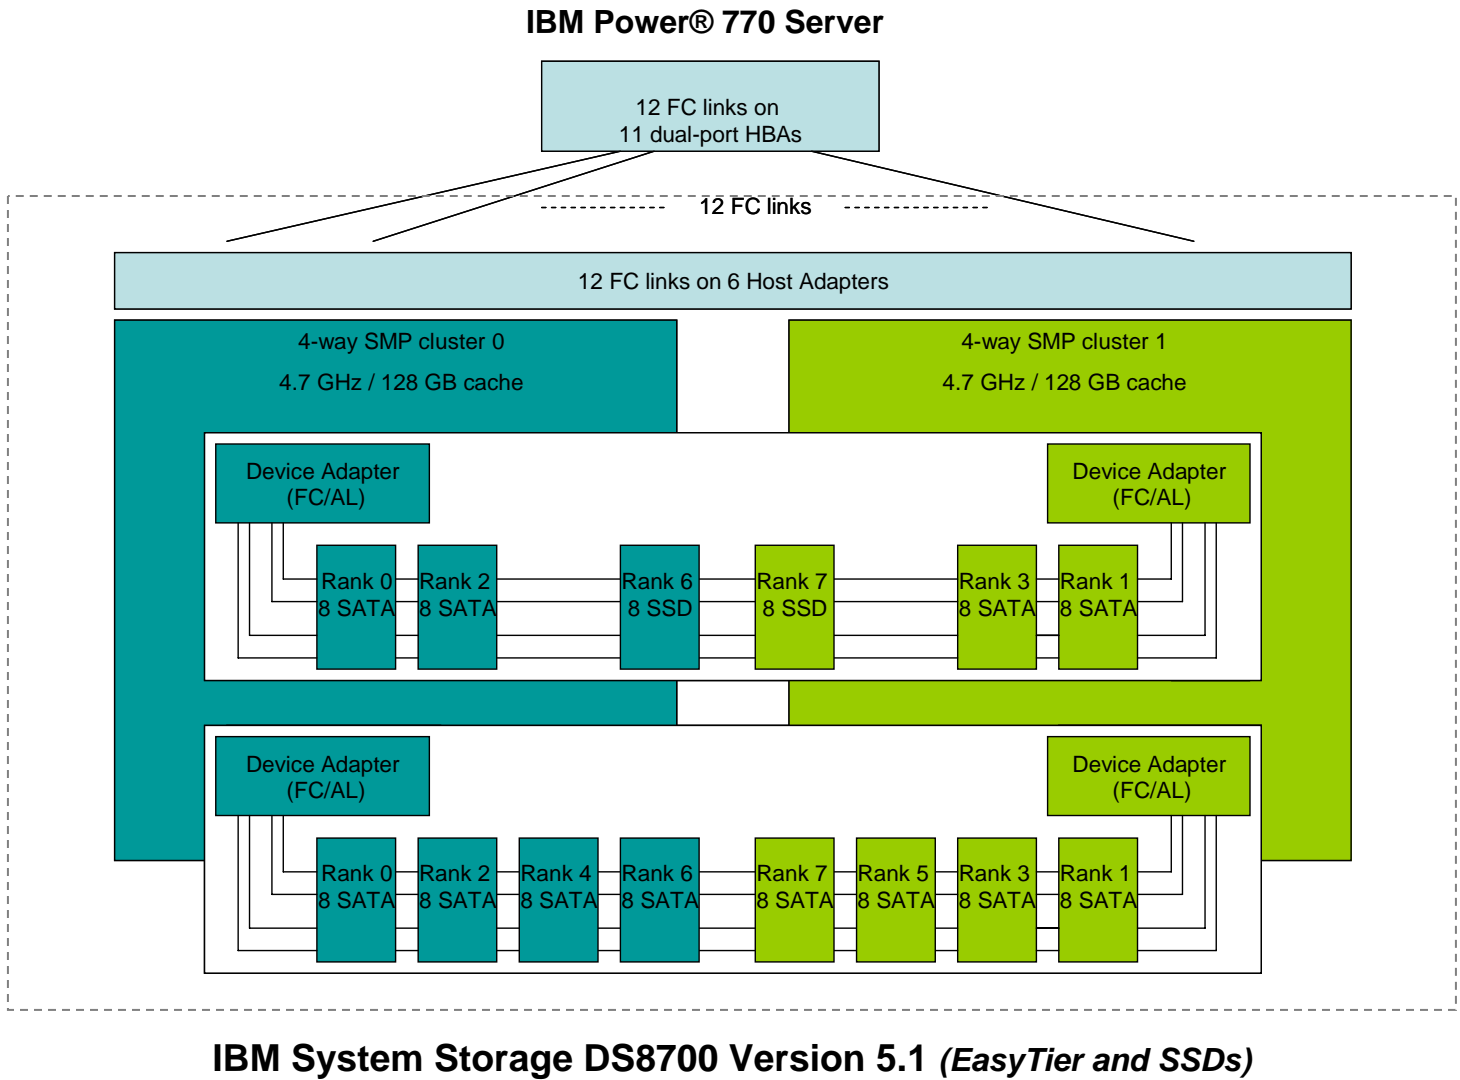 IBM Power® 770 Server
12 FC links on
11 dual-port HBAs
12 FC links
12 FC links on 6 Host Adapters
4-way SMP cluster 0
4.7 GHz / 128 GB cache
4-way SMP cluster 1
4.7 GHz / 128 GB cache
Device Adapter
(FC/AL)
Device Adapter
(FC/AL)
Rank 0
8 SATA
Rank 2
8 SATA
Rank 6
8 SSD
Rank 7
8 SSD
Rank 3
8 SATA
Rank 1
8 SATA
Device Adapter
(FC/AL)
Device Adapter
(FC/AL)
Rank 0
8 SATA
Rank 2
8 SATA
Rank 4
8 SATA
Rank 6
8 SATA
Rank 7
8 SATA
Rank 5
8 SATA
Rank 3
8 SATA
Rank 1
8 SATA
IBM System Storage DS8700 Version 5.1 (EasyTier and SSDs)